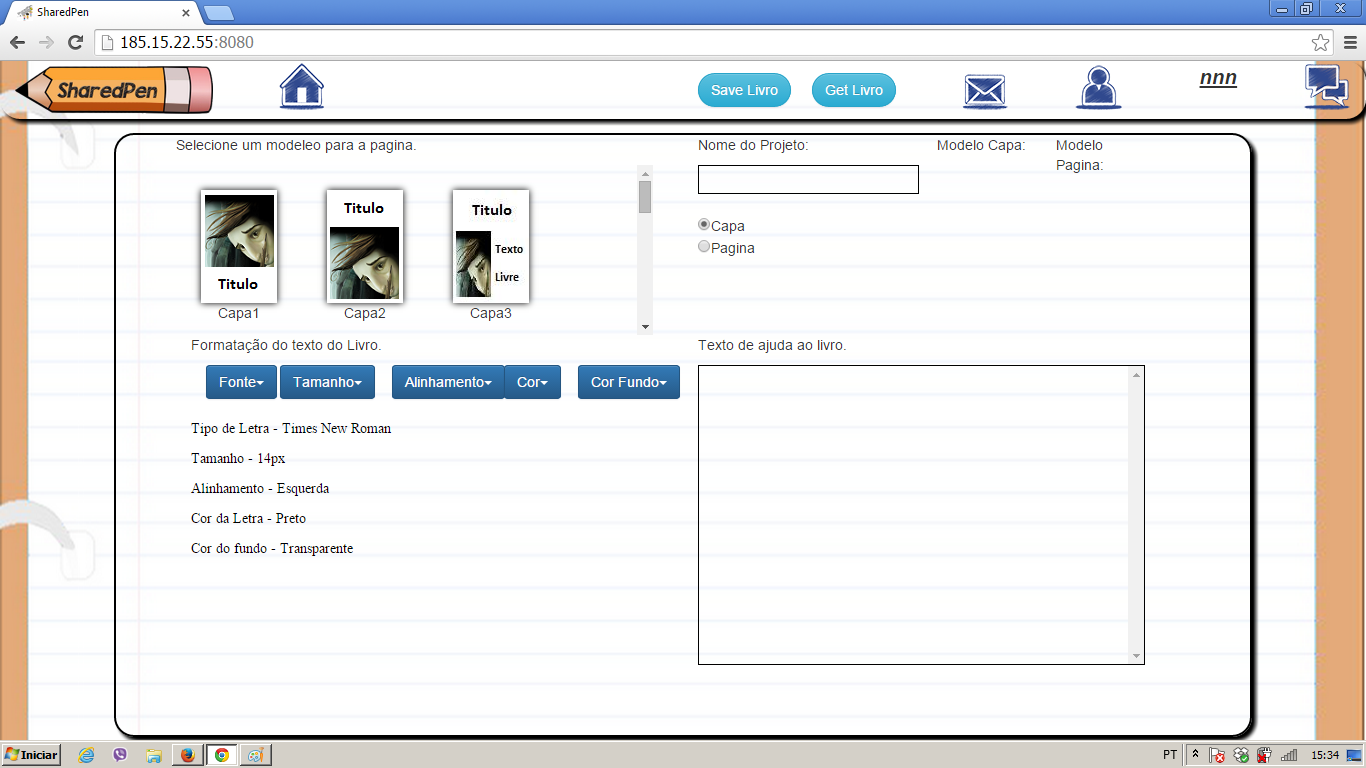 SharedPen
185.15.22.55:8080
SharedPen
Save Livro
Get Livro
nnn
Selecione um modeleo para a pagina.
Nome do Projeto:
Modelo Capa:
Modelo
Pagina:
Titulo
Capa1
Titulo
Capa2
Titulo
Texto
Livre
Capa3
Capa
Pagina
Formatação do texto do Livro.
Texto de ajuda ao livro.
Fonte
Tamanho
Alinhamento
Cor
Cor Fundo
Tipo de Letra - Times New Roman
Tamanho - 14px
Alinhamento - Esquerda
Cor da Letra - Preto
Cor do fundo - Transparente
Iniciar
PT
15:34